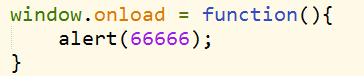 window.onload = function(){
    alert(66666);
}